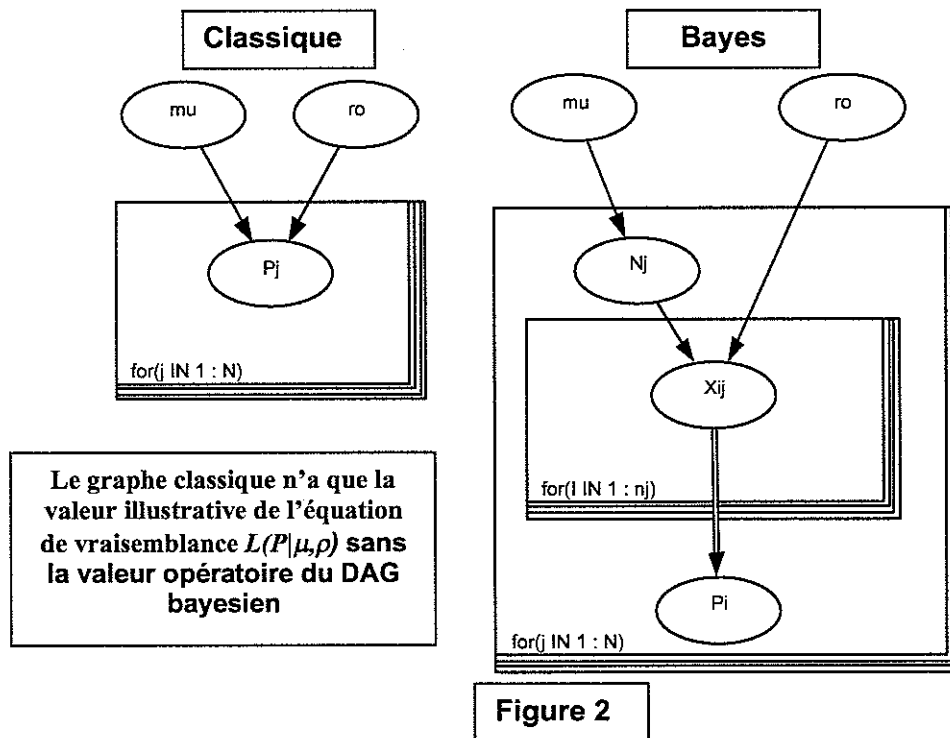 Classique
Bayes
mu
ro
mu
ro
Pj
for(j IN 1 : N)
Nj
Xij
for(I IN 1 : nj)
Pi
for(j IN 1 : N)
Le graphe classique n'a que la
valeur illustrative de l'équation
de vraisemblance L(P|μ,ρ) sans
la valeur opératoire du DAG
bayesien
Figure 2